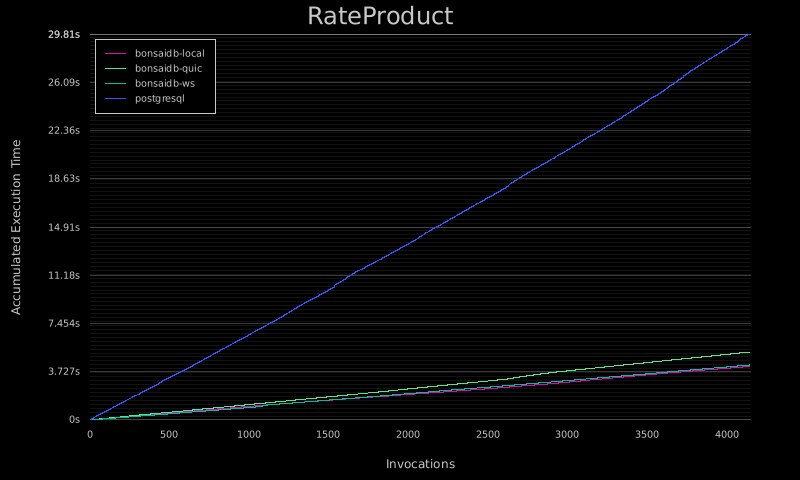 RateProduct
29.81s
26.09s
22.36s
18.63s
14.91s
11.18s
7.454s
3.727s
0s
Accumulated Execution Time
bonsaidb-local
bonsaidb-quic
bonsaidb-ws
postgresql
0 500 1000 1500 2000 2500 3000 3500 4000
Invocations